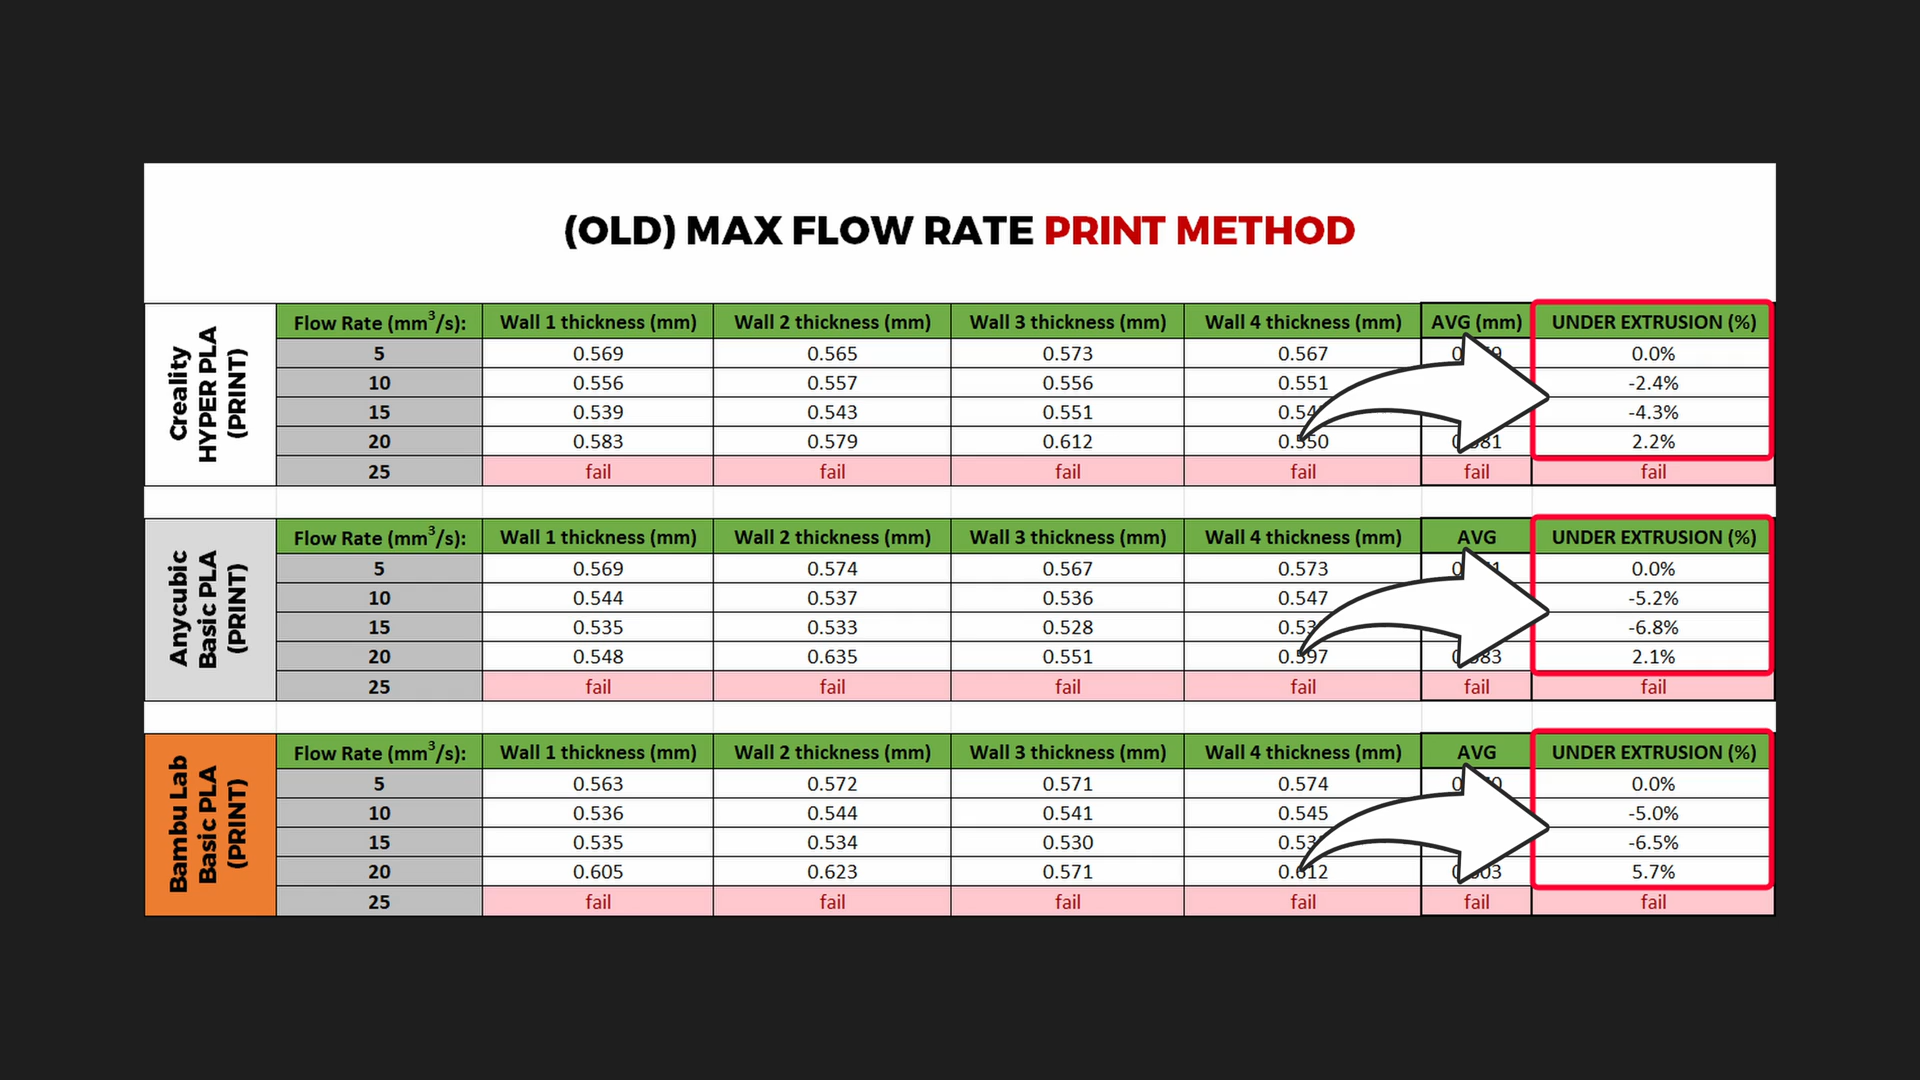 (OLD) MAX FLOW RATE PRINT METHOD
Creality
HYPER PLA
(PRINT)
Flow Rate (mm³/s): Wall 1 thickness (mm) Wall 2 thickness (mm) Wall 3 thickness (mm) Wall 4 thickness (mm) AVG (mm) UNDER EXTRUSION (%)
5 0.569 0.565 0.573 0.567 0.0%
10 0.556 0.557 0.556 0.551 -2.4%
15 0.539 0.543 0.551 -4.3%
20 0.583 0.579 0.612 0.550 2.2%
25 fail fail fail fail fail fail
Anycubic
Basic PLA
(PRINT)
Flow Rate (mm³/s): Wall 1 thickness (mm) Wall 2 thickness (mm) Wall 3 thickness (mm) Wall 4 thickness (mm) AVG UNDER EXTRUSION (%)
5 0.569 0.574 0.567 0.573 0.0%
10 0.544 0.537 0.536 0.547 -5.2%
15 0.535 0.533 0.528 -6.8%
20 0.548 0.635 0.551 0.597 2.1%
25 fail fail fail fail fail fail
Bambu Lab
Basic PLA
(PRINT)
Flow Rate (mm³/s): Wall 1 thickness (mm) Wall 2 thickness (mm) Wall 3 thickness (mm) Wall 4 thickness (mm) AVG UNDER EXTRUSION (%)
5 0.563 0.572 0.571 0.574 0.0%
10 0.536 0.544 0.541 0.545 -5.0%
15 0.535 0.534 0.530 -6.5%
20 0.605 0.623 0.571 0.612 5.7%
25 fail fail fail fail fail fail